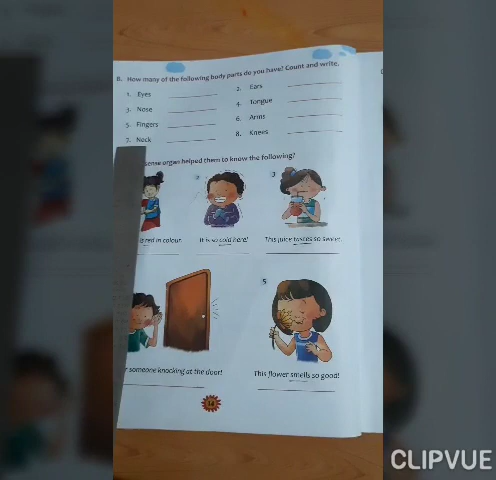 B. How many of the following body parts do you have? Count and write.
1. Eyes
2. Ears
3. Nose
4. Tongue
5. Fingers
6. Arms
7. Neck
8. Knees
sense organ helped them to know the following?
3
is red in colour
It is so cold here!
This juice tastes so sweet.
5
someone knocking at the door!
This flower smells so good!
14
CLIPVUE